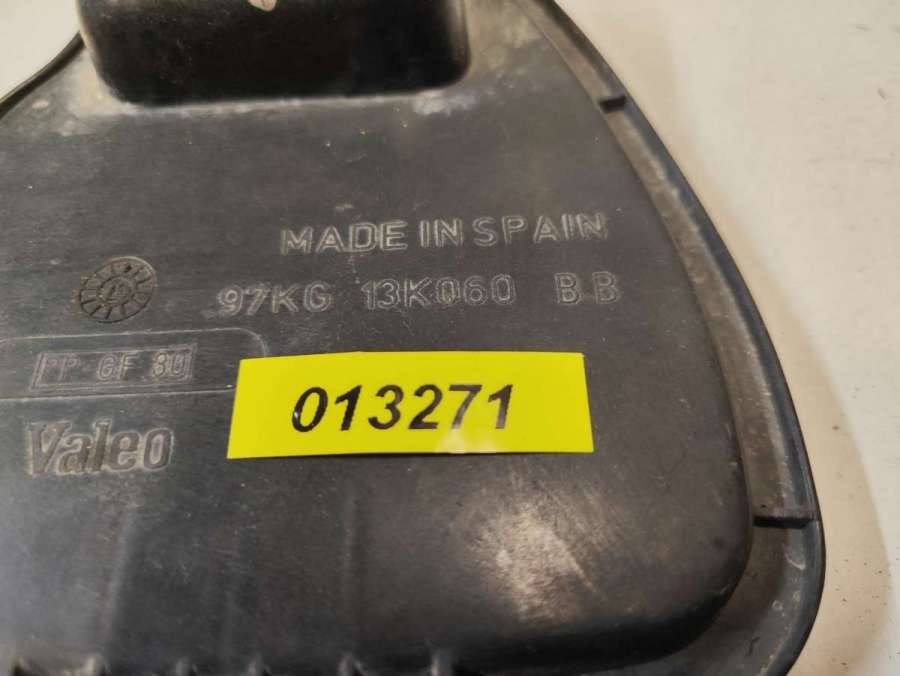 MADE IN SPAIN
97KG 13K060 BB
PP GF 30
013271
Valeo